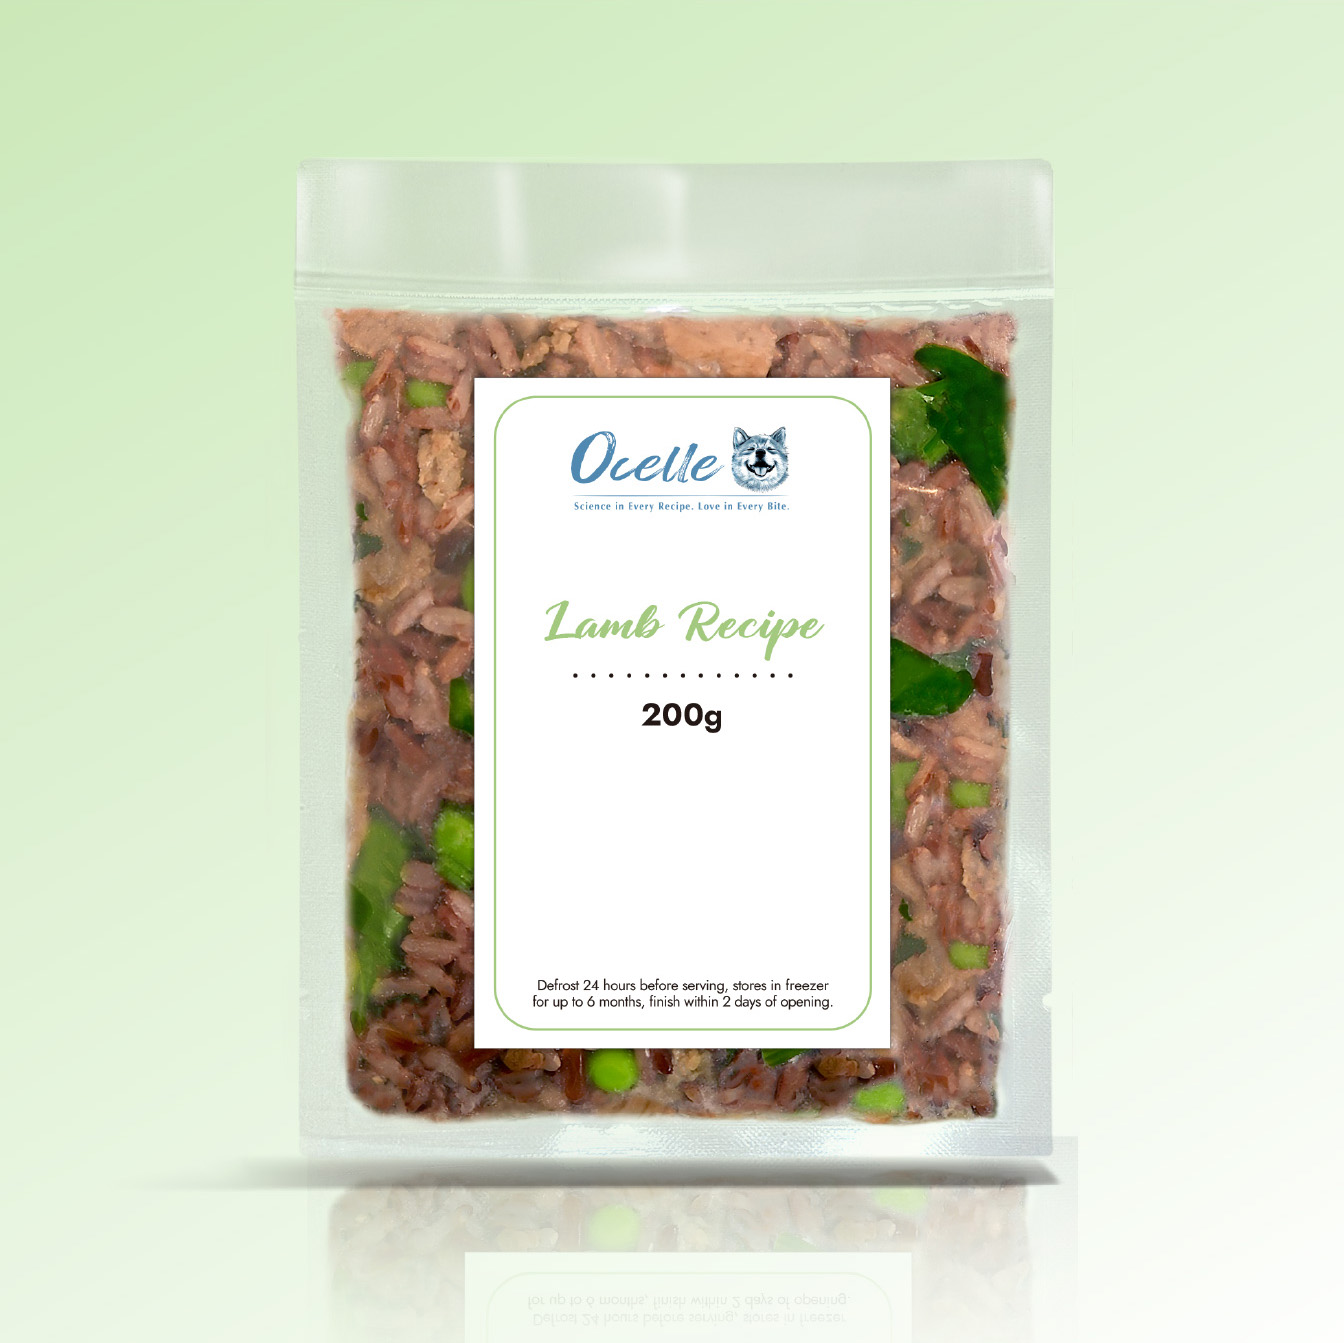 Ocelle
Science in Every Recipe. Love in Every Bite.
Lamb Recipe
200g
Defrost 24 hours before serving, stores in freezer
for up to 6 months, finish within 2 days of opening.